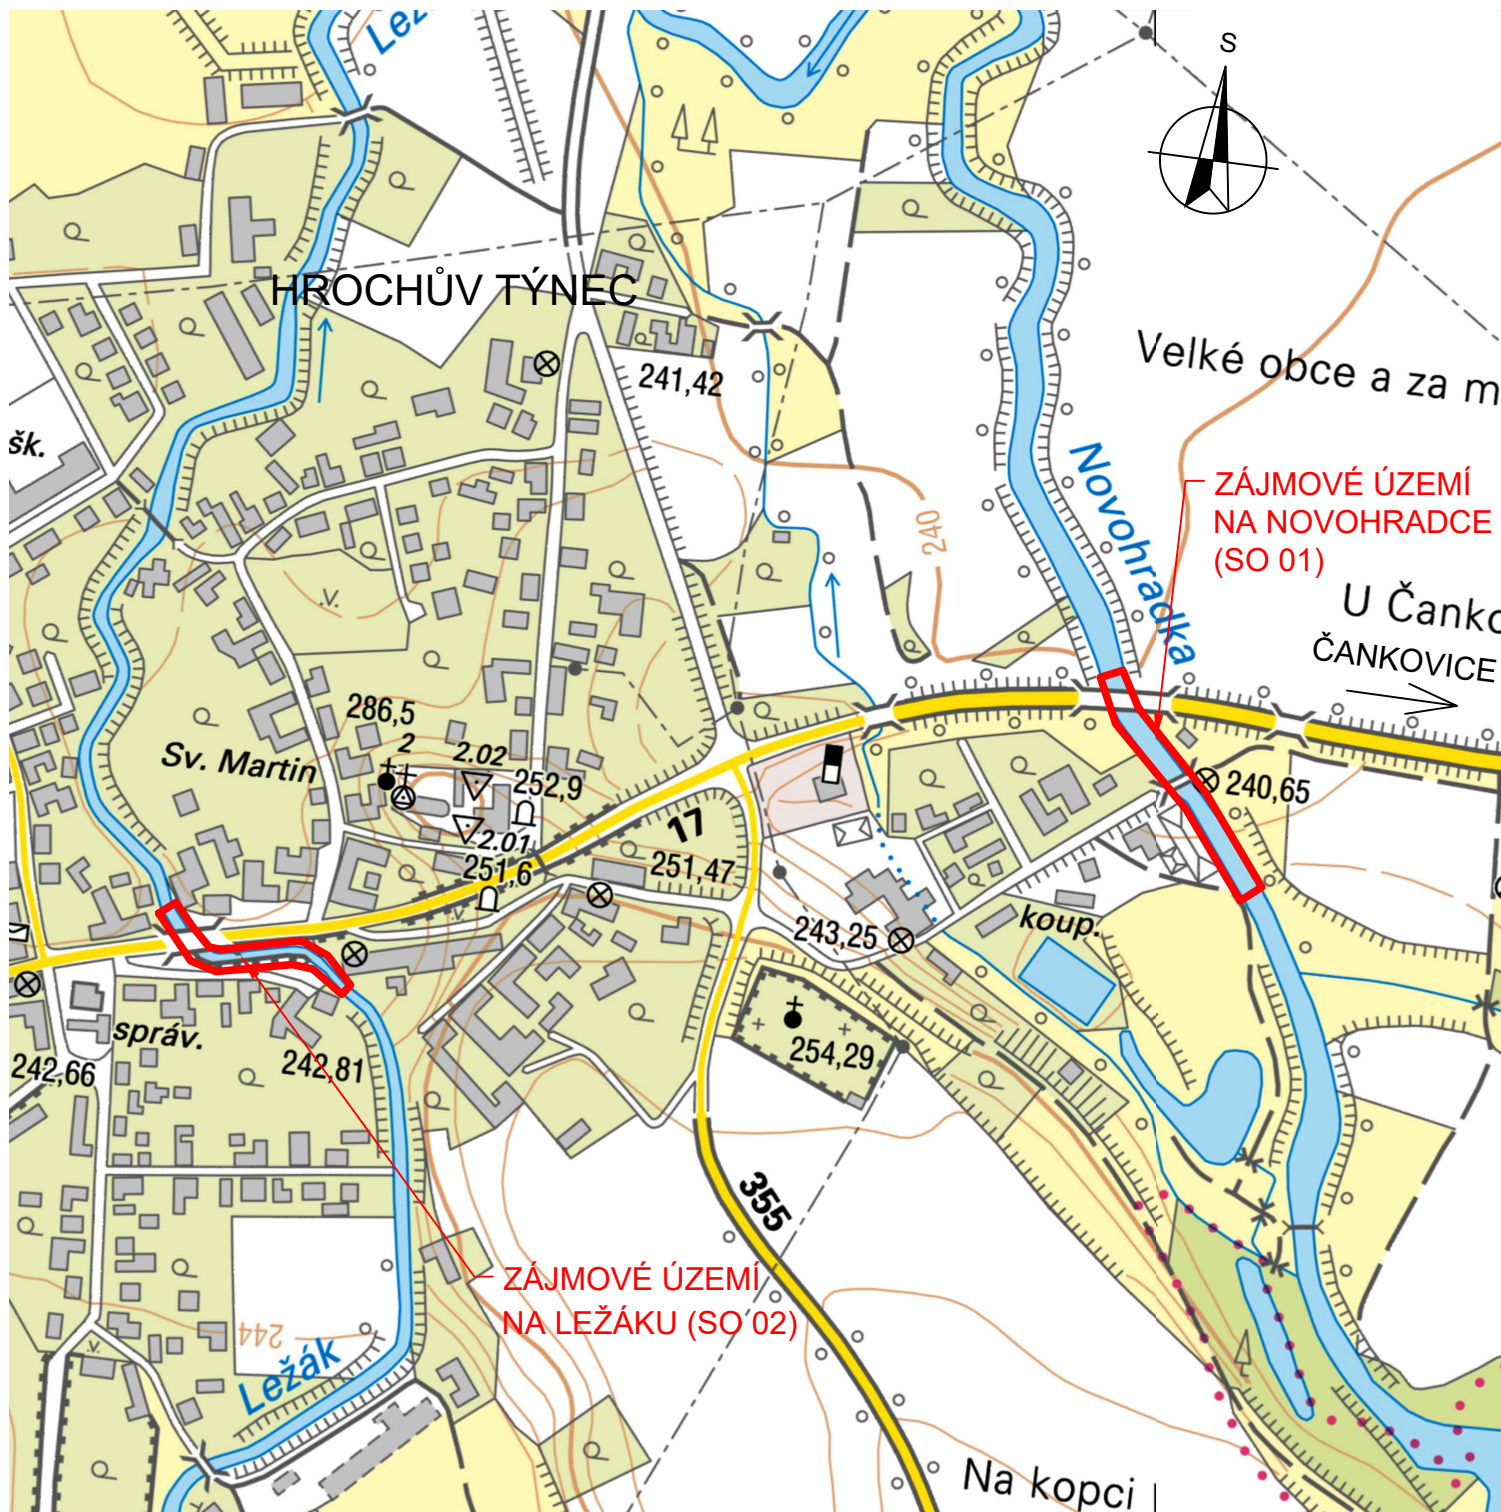 Lež
S
HROCHŮV TÝNEC
241,42
Velké obce a za m
šk.
Novohradka
ZÁJMOVÉ ÚZEMÍ
NA NOVOHRADCE
(SO 01)
240
U Čanko
ČANKOVICE
286,5
2
Sv. Martin
2.02
252,9
2.01
251,6
17
251,47
240,65
koup.
243,25
správ.
242,66
242,81
254,29
355
ZÁJMOVÉ ÚZEMÍ
NA LEŽÁKU (SO 02)
244
Ležák
Na kopci